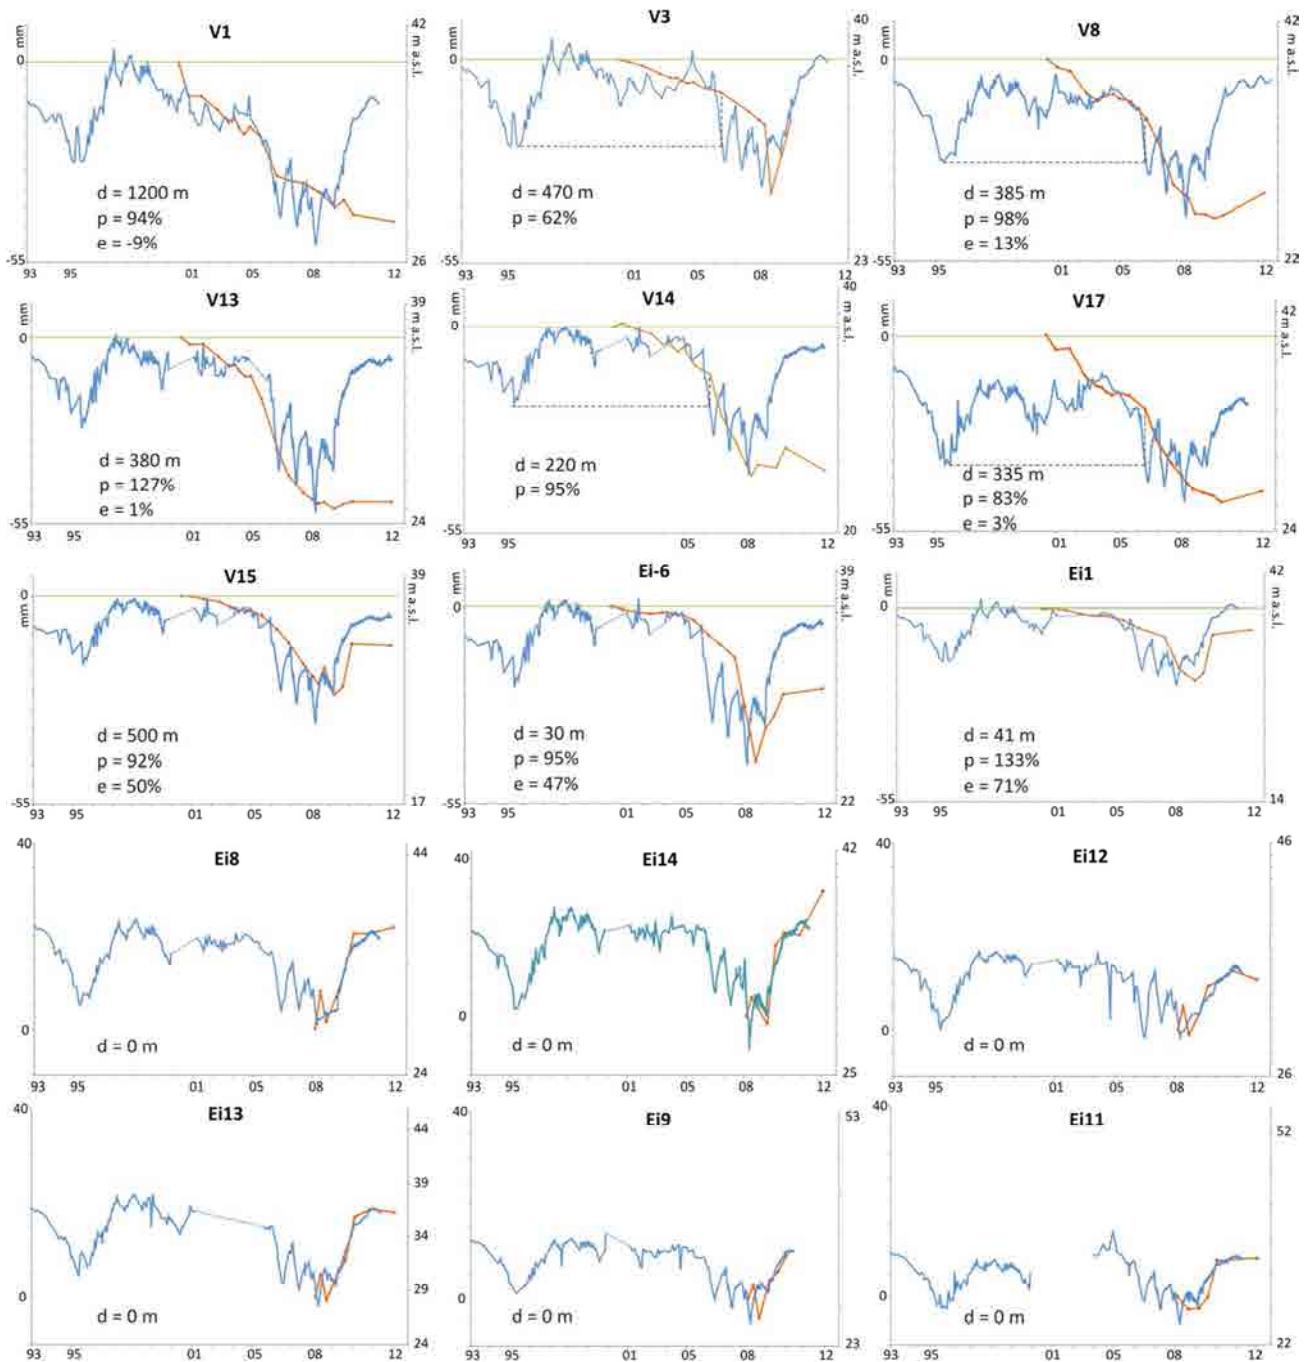 V1
mm
0
-55
42
m a.s.l.
26
d = 1200 m
p = 94%
e = -9%
93 95 01 05 08 12
V3
mm
0
-55
40
m a.s.l.
23
d = 470 m
p = 62%
93 95 01 05 08 12
V8
mm
0
-55
42
m a.s.l.
22
d = 385 m
p = 98%
e = 13%
93 95 01 05 08 12
V13
mm
0
-55
39
m a.s.l.
24
d = 380 m
p = 127%
e = 1%
93 95 01 05 08 12
V14
mm
0
-55
40
m a.s.l.
20
d = 220 m
p = 95%
93 95 05 08 12
V17
mm
0
-55
42
m a.s.l.
24
d = 335 m
p = 83%
e = 3%
93 95 01 05 08 12
V15
0
mm
-55
39
m a.s.l.
17
d = 500 m
p = 92%
e = 50%
93 95 01 05 08 12
Ei-6
0
mm
-55
39
m a.s.l.
22
d = 30 m
p = 95%
e = 47%
93 95 01 05 08 12
Ei1
0
mm
-55
42
m a.s.l.
14
d = 41 m
p = 133%
e = 71%
93 95 01 05 08 12
Ei8
40
0
44
24
d = 0 m
93 95 01 05 08 12
Ei14
40
0
42
25
d = 0 m
93 95 01 05 08 12
Ei12
40
0
46
26
d = 0 m
93 95 01 05 08 12
Ei13
40
0
44
39
34
29
24
d = 0 m
93 95 01 05 08 12
Ei9
40
0
53
23
d = 0 m
93 95 01 05 08 12
Ei11
40
0
52
22
d = 0 m
93 95 01 05 08 12